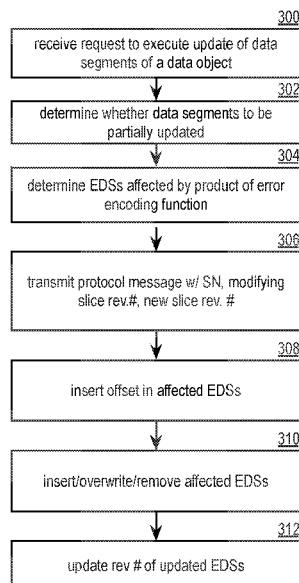 300
receive request to execute update of data
segments of a data object
302
determine whether data segments to be
partially updated
304
determine EDSs affected by product of error
encoding function
306
transmit protocol message w/ SN, modifying
slice rev.#, new slice rev. #
308
insert offset in affected EDSs
310
insert/overwrite/remove affected EDSs
312
update rev # of updated EDSs